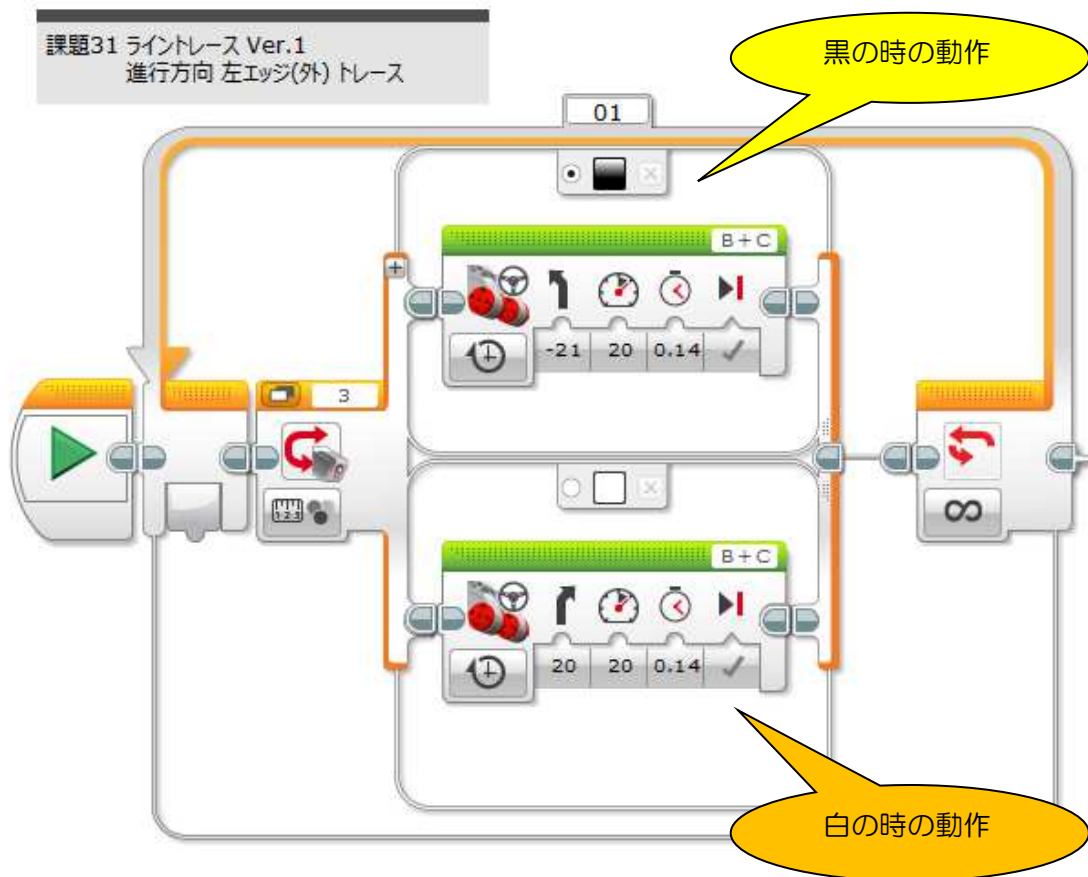 課題31 ライントレース Ver.1
進行方向 左エッジ(外) トレース
黒の時の動作
01
B+C
-21 20 0.14
3
B+C
20 20 0.14
白の時の動作